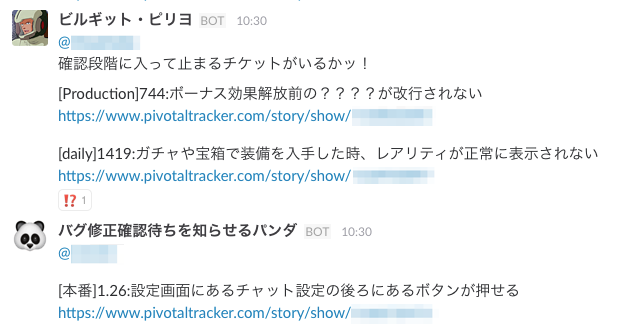 ビルギット・ピリヨ BOT 10:30
@
確認段階に入って止まるチケットがいるかッ！
[Production]744:ボーナス効果解放前の？？？？が改行されない
https://www.pivotaltracker.com/story/show/
[daily]1419:ガチャや宝箱で装備を入手した時、レアリティが正常に表示されない
https://www.pivotaltracker.com/story/show/
⁉ 1
バグ修正確認待ちを知らせるパンダ BOT 10:30
@
[本番]1.26:設定画面にあるチャット設定の後ろにあるボタンが押せる
https://www.pivotaltracker.com/story/show/